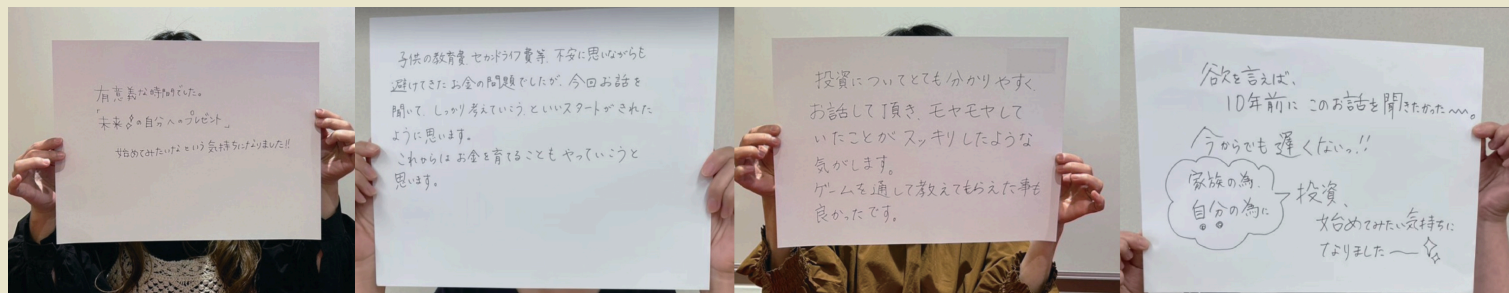 有意義な時間でした。
「未来の自分へのプレゼント」
始めてみたいなという気持ちになりました!!
子供の教育費、セカンドライフ費等、不安に思いながらも
避けてきたお金の問題でしたが、今回お話を
聞いて、しっかり考えていこう、といいスタートがきれた
ように思います。
これからはお金を育てることもやっていこうと
思います。
投資についてとても分かりやすく、
お話して頂き、モヤモヤして
いたことがスッキリしたような
気がします。
ゲームを通して教えてもらえた事も
良かったです。
欲を言えば、
10年前にこのお話を聞きたかった〜〜。
今からでも遅くないっ!!
家族の為、
自分の為に
投資、
始めてみたい気持ちに
なりました〜